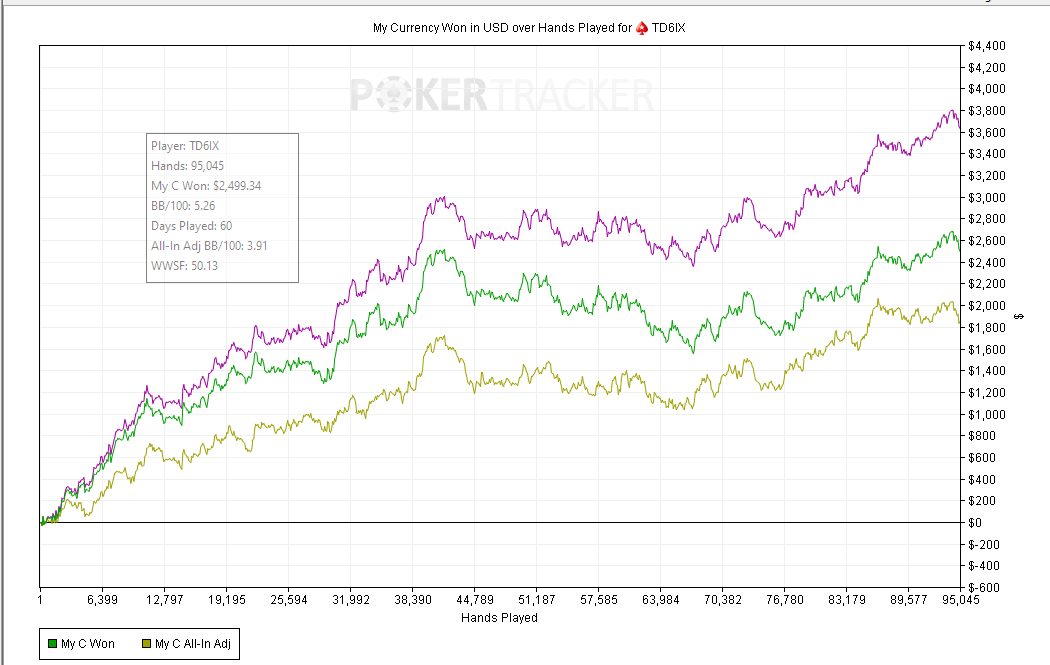 My Currency Won in USD over Hands Played for TD6IX
POKERTRACKER
Player: TD6IX
Hands: 95,045
My C Won: $2,499.34
BB/100: 5.26
Days Played: 60
All-In Adj BB/100: 3.91
WWSF: 50.13
$4,400
$4,200
$4,000
$3,800
$3,600
$3,400
$3,200
$3,000
$2,800
$2,600
$2,400
$2,200
$2,000
$1,800
$1,600
$1,400
$1,200
$1,000
$800
$600
$400
$200
$0
$-200
$-400
$-600
$
1 6,399 12,797 19,195 25,594 31,992 38,390 44,789 51,187 57,585 63,984 70,382 76,780 83,179 89,577 95,045
Hands Played
My C Won My C All-In Adj